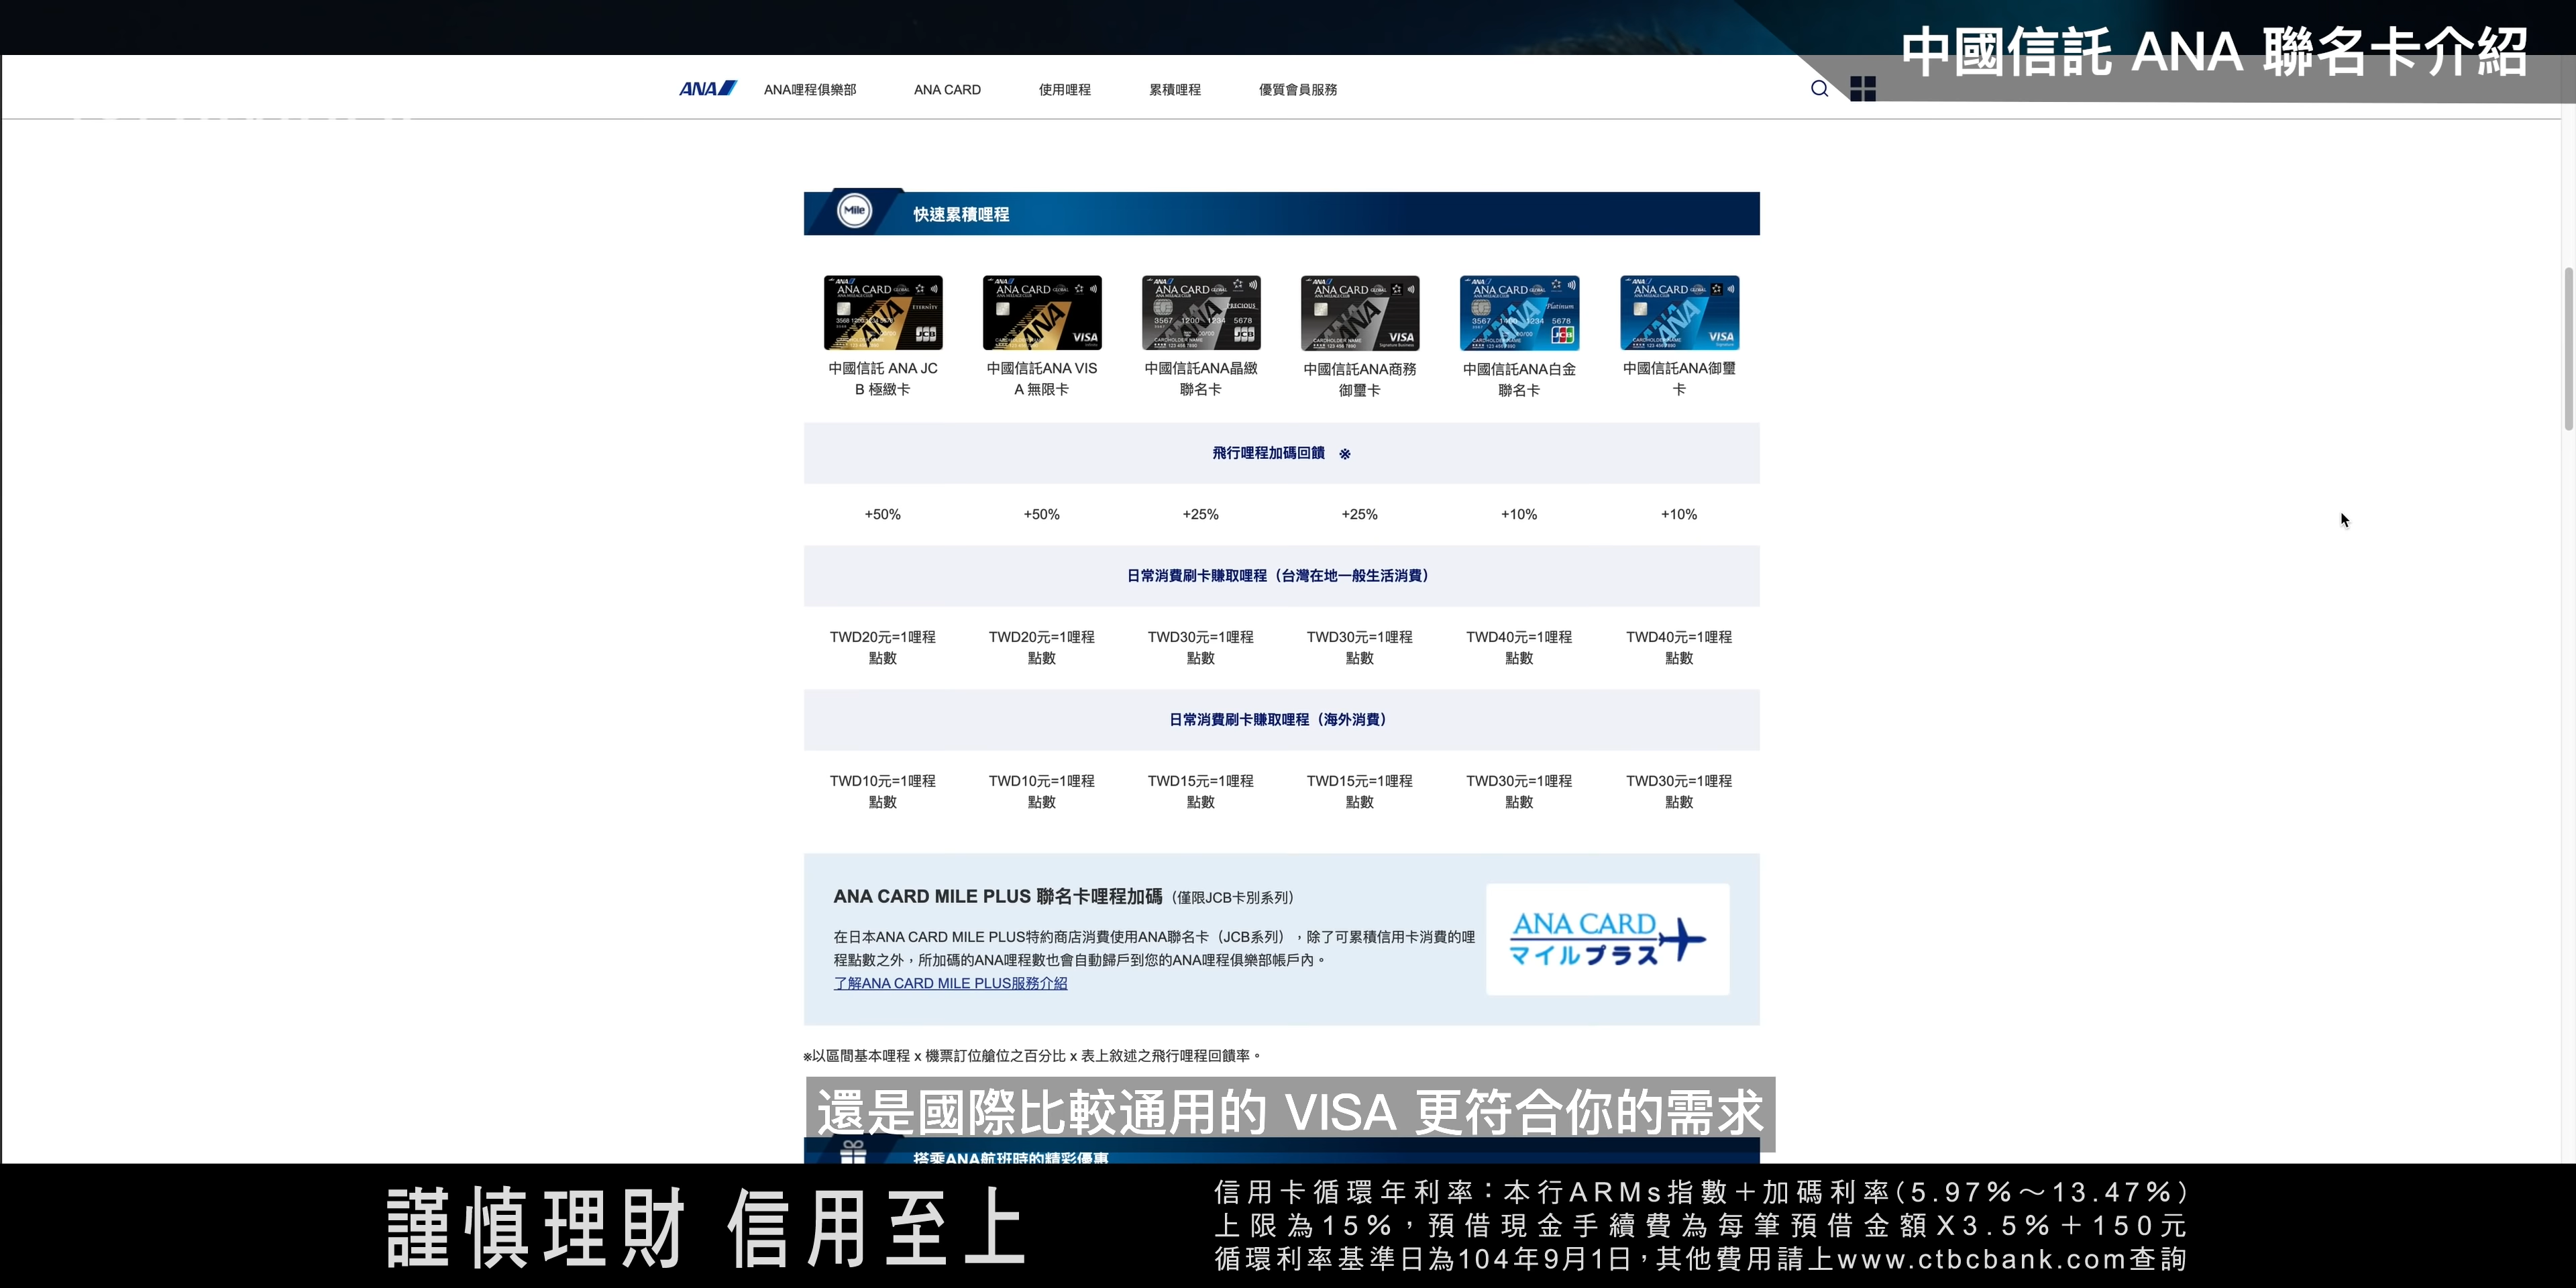 中國信託 ANA 聯名卡介紹
ANA
ANA哩程俱樂部
ANA CARD
使用哩程
累積哩程
優質會員服務
Mile
快速累積哩程
ANA CARD
ANA CARD
ANA CARD
ANA CARD
ANA CARD
ANA CARD
中國信託 ANA JC
B 極緻卡
中國信託ANA VIS
A 無限卡
中國信託ANA晶緻
聯名卡
中國信託ANA商務
御璽卡
中國信託ANA白金
聯名卡
中國信託ANA御璽
卡
飛行哩程加碼回饋 ※
+50%
+50%
+25%
+25%
+10%
+10%
日常消費刷卡賺取哩程（台灣在地一般生活消費）
TWD20元=1哩程
點數
TWD20元=1哩程
點數
TWD30元=1哩程
點數
TWD30元=1哩程
點數
TWD40元=1哩程
點數
TWD40元=1哩程
點數
日常消費刷卡賺取哩程（海外消費）
TWD10元=1哩程
點數
TWD10元=1哩程
點數
TWD15元=1哩程
點數
TWD15元=1哩程
點數
TWD30元=1哩程
點數
TWD30元=1哩程
點數
ANA CARD MILE PLUS 聯名卡哩程加碼（僅限JCB卡別系列）
在日本ANA CARD MILE PLUS特約商店消費使用ANA聯名卡（JCB系列），除了可累積信用卡消費的哩
程點數之外，所加碼的ANA哩程數也會自動歸戶到您的ANA哩程俱樂部帳戶內。
了解ANA CARD MILE PLUS服務介紹
ANA CARD
マイルプラス
※以區間基本哩程 x 機票訂位艙位之百分比 x 表上敘述之飛行哩程回饋率。
還是國際比較通用的 VISA 更符合你的需求
搭乘ANA航班時的精彩優惠
謹慎理財 信用至上
信用卡循環年利率：本行ARMs指數＋加碼利率(5.97%～13.47%)
上限為15%，預借現金手續費為每筆預借金額X3.5%＋150元
循環利率基準日為104年9月1日，其他費用請上www.ctbcbank.com查詢